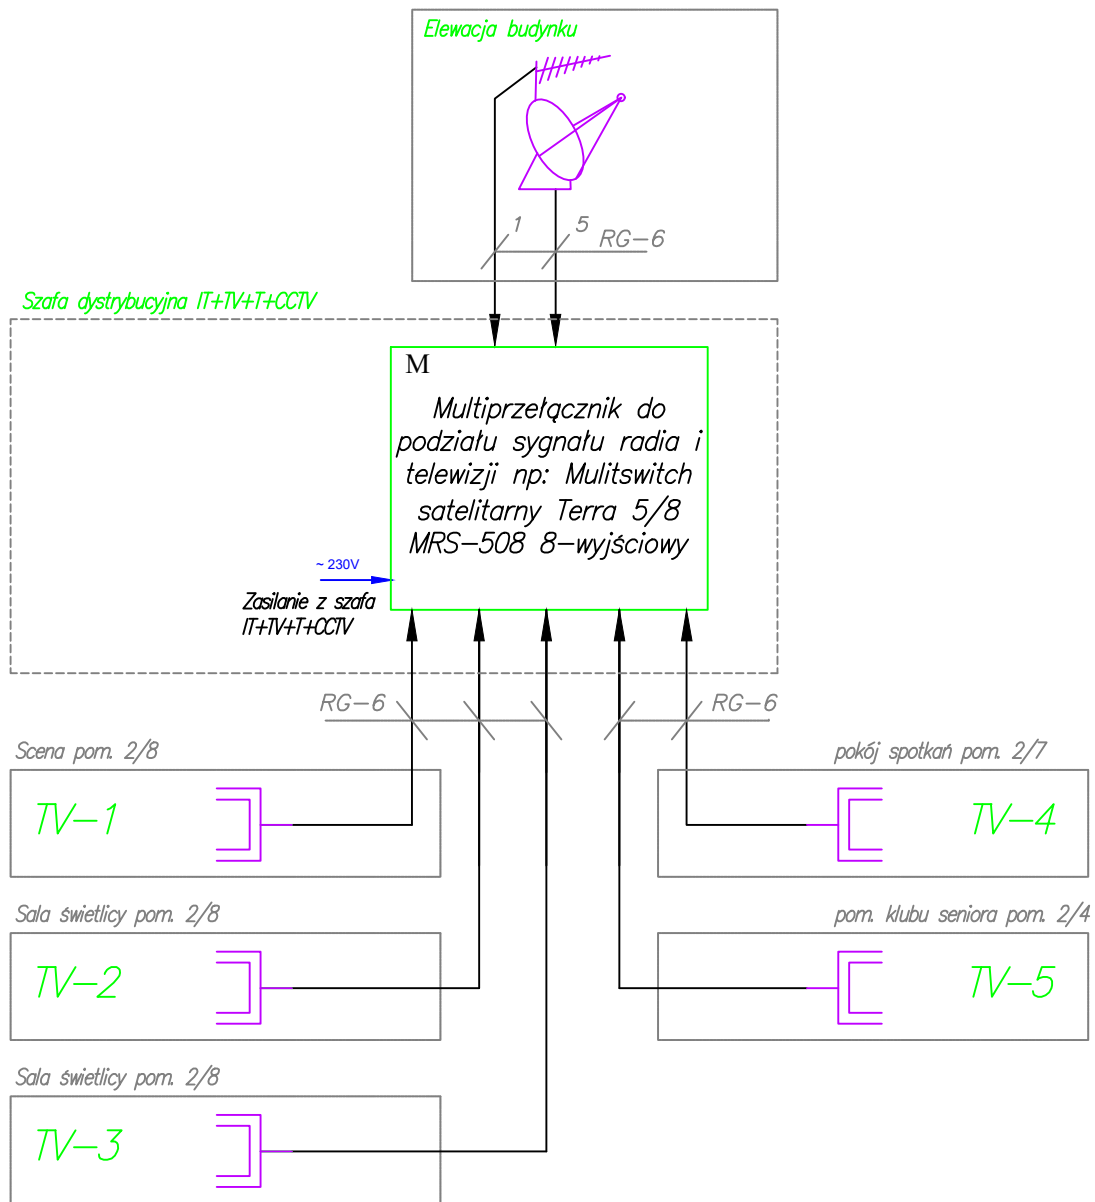 Elewacja budynku
1
5
RG-6
Szafa dystrybucyjna IT+TV+T+CCTV
M
Multiprzełącznik do
podziału sygnału radia i
telewizji np: Mulitswitch
satelitarny Terra 5/8
MRS-508 8-wyjściowy
~ 230V
Zasilanie z szafa
IT+TV+T+CCTV
RG-6
RG-6
Scena pom. 2/8
pokój spotkań pom. 2/7
TV-1
TV-4
Sala świetlicy pom. 2/8
pom. klubu seniora pom. 2/4
TV-2
TV-5
Sala świetlicy pom. 2/8
TV-3